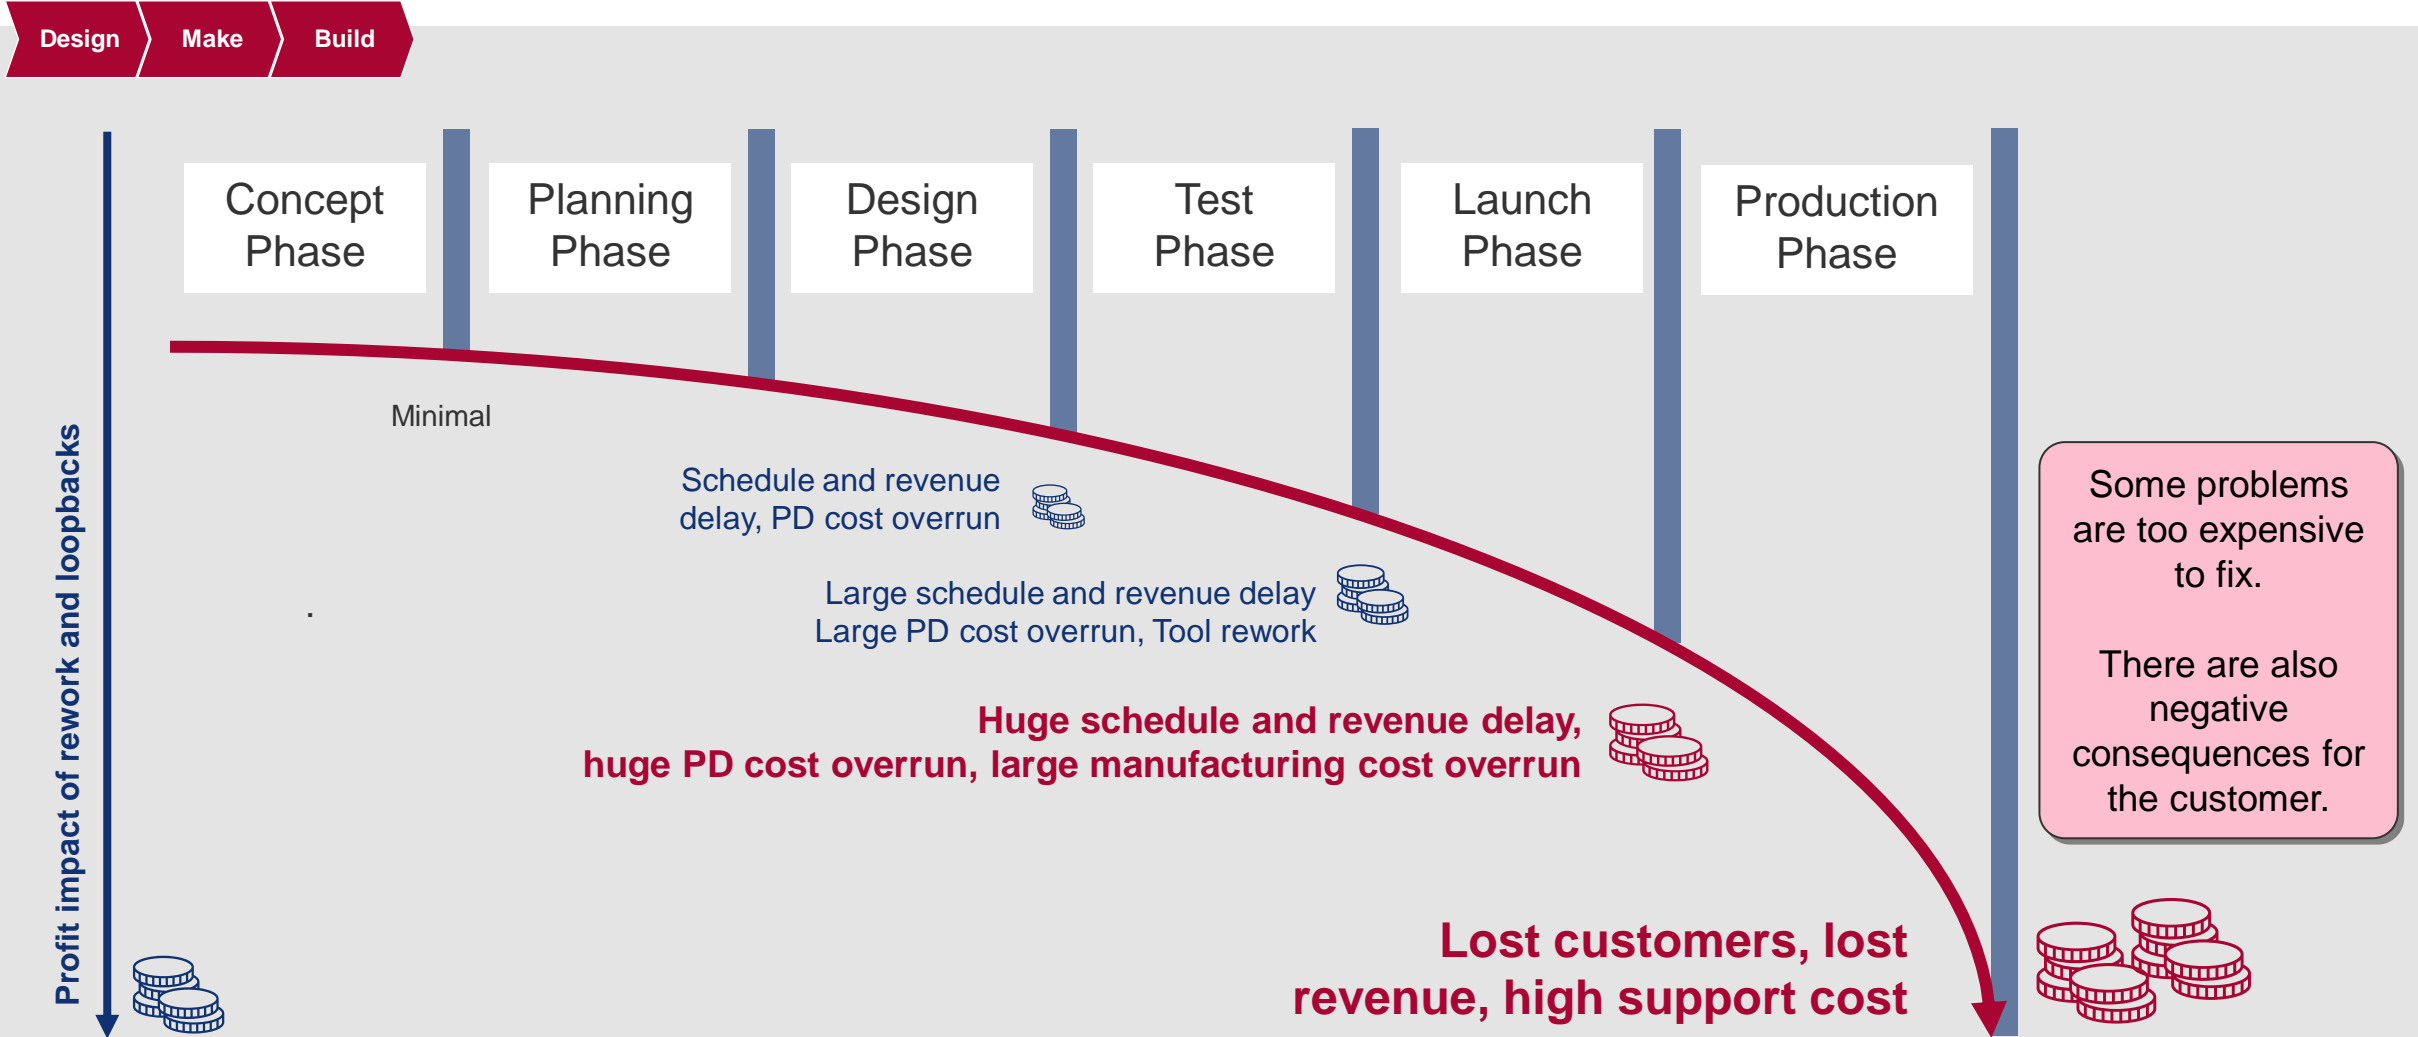 Design
Make
Build
Concept
Phase
Planning
Phase
Design
Phase
Test
Phase
Launch
Phase
Production
Phase
Profit impact of rework and loopbacks
Minimal
Schedule and revenue
delay, PD cost overrun
.
Large schedule and revenue delay
Large PD cost overrun, Tool rework
Huge schedule and revenue delay,
huge PD cost overrun, large manufacturing cost overrun
Lost customers, lost
revenue, high support cost
Some problems
are too expensive
to fix.
There are also
negative
consequences for
the customer.